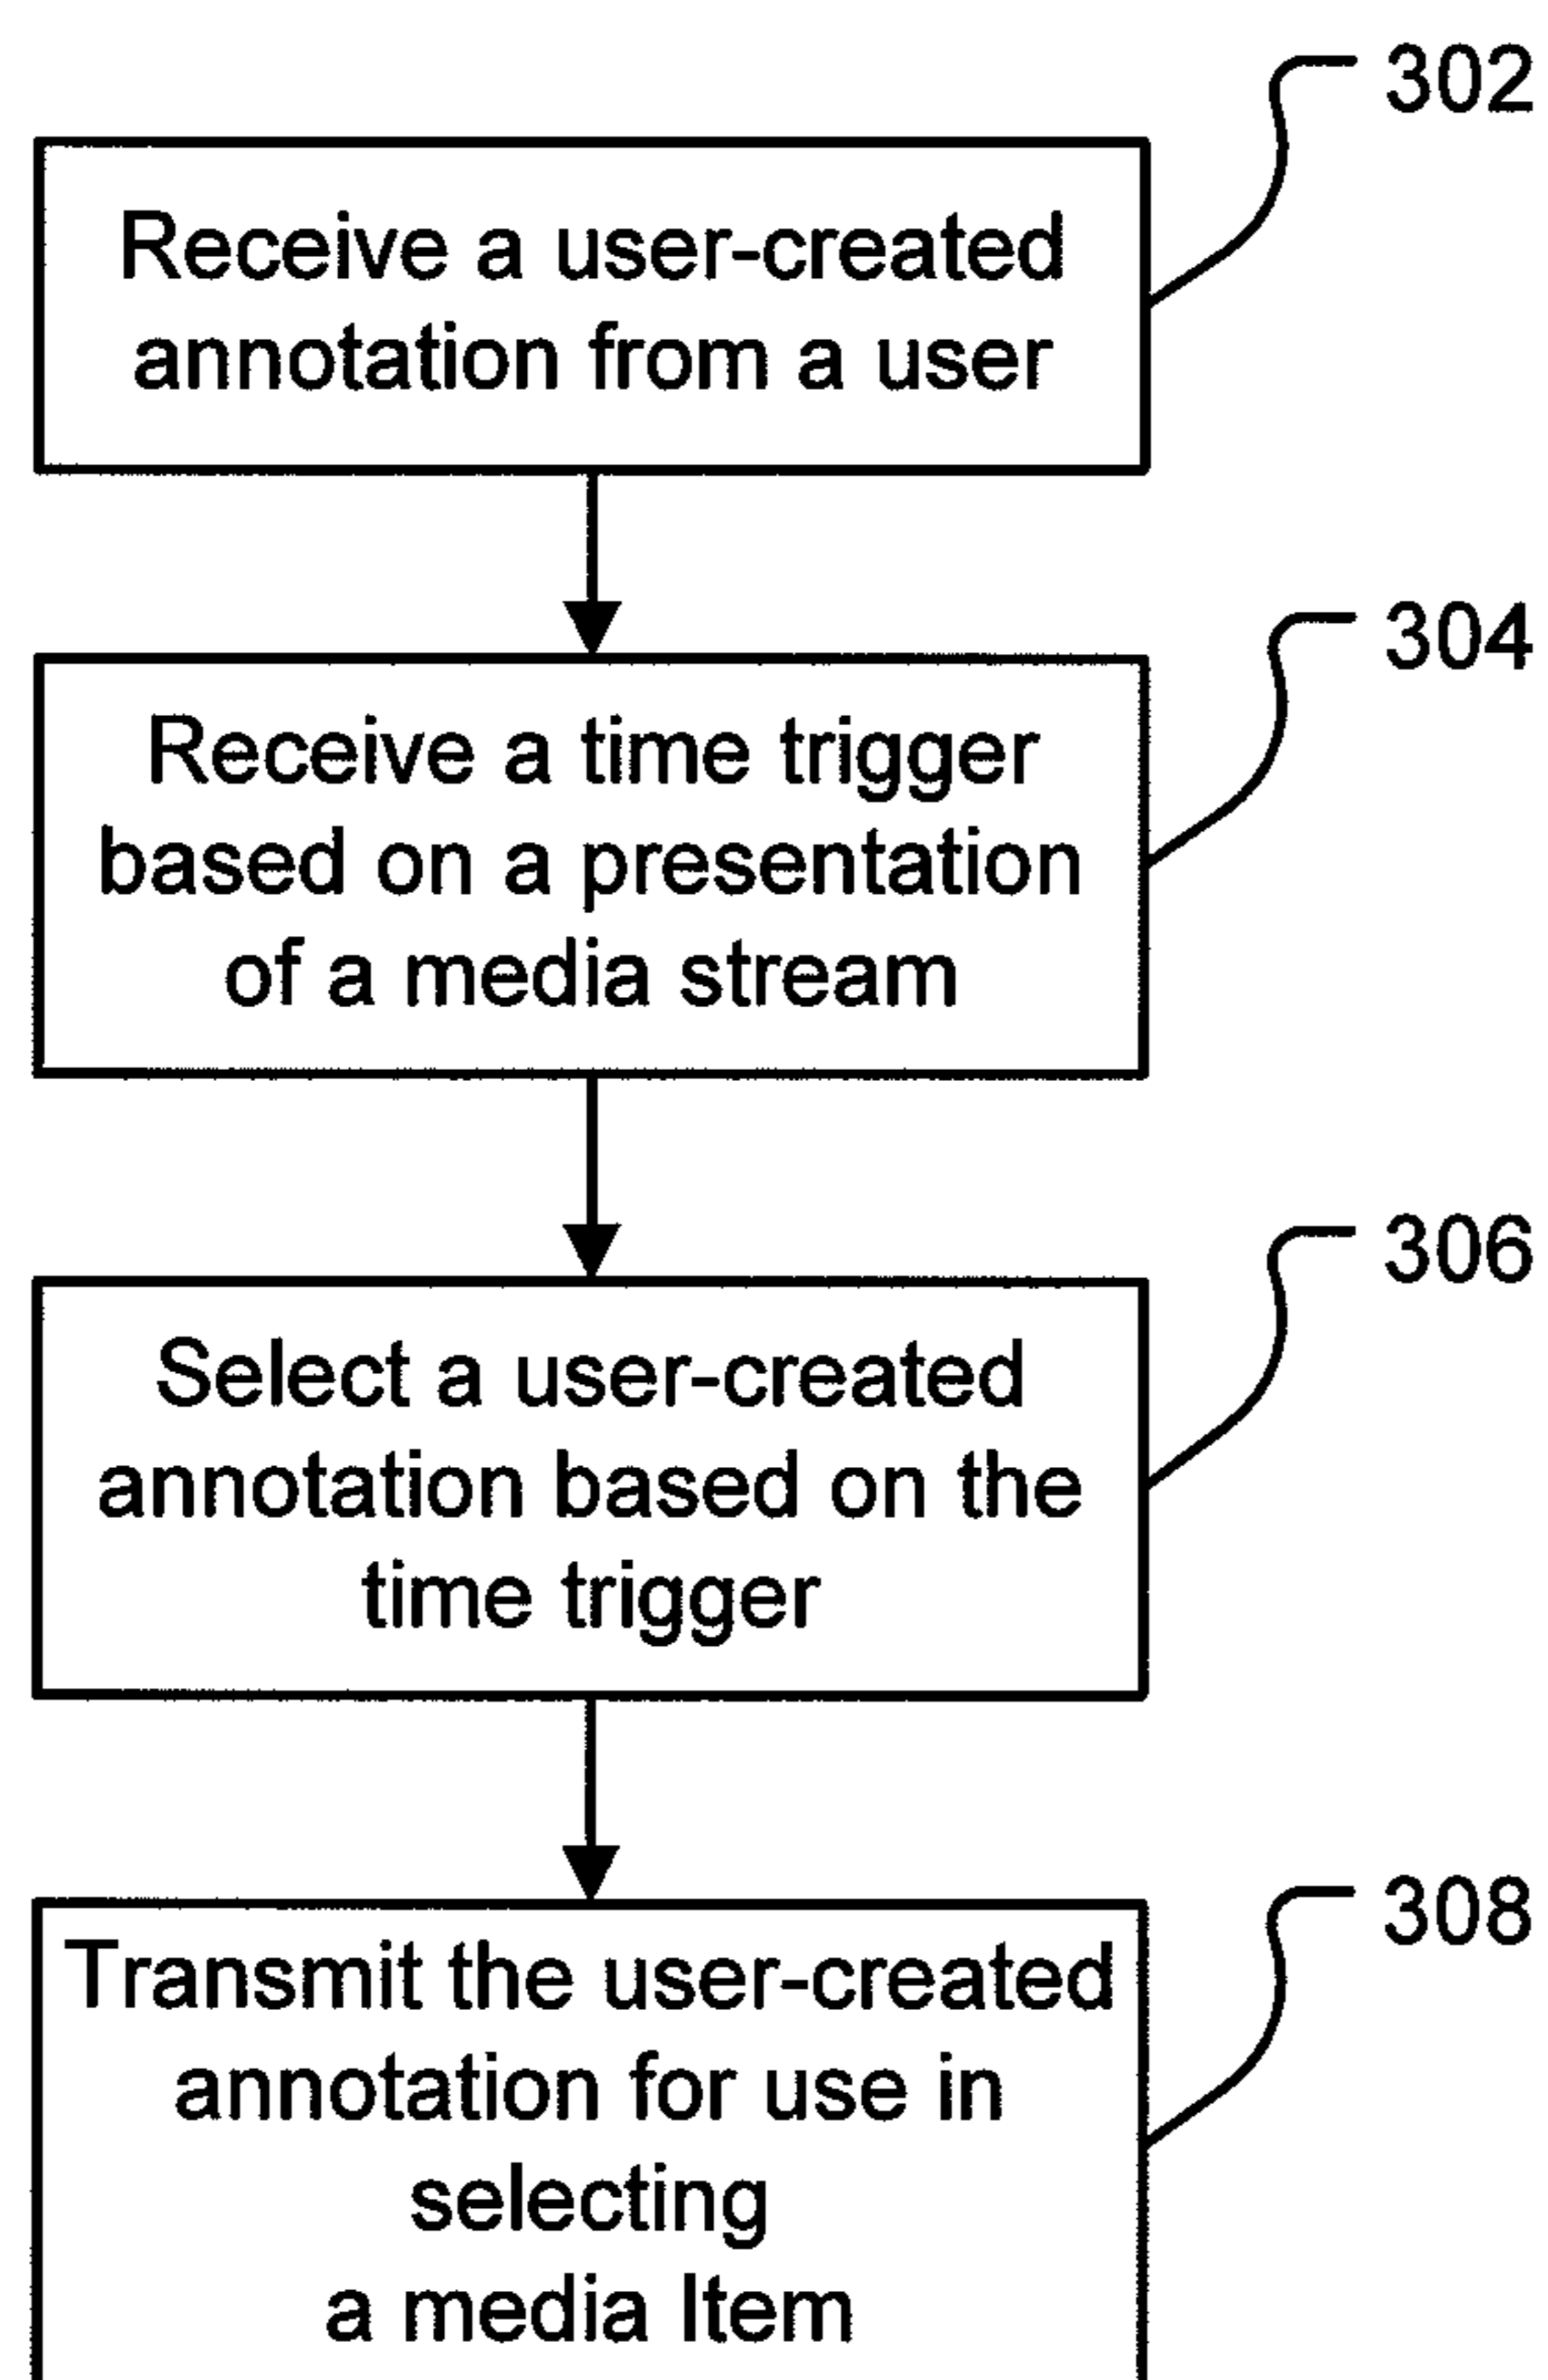 302
Receive a user-created
annotation from a user
304
Receive a time trigger
based on a presentation
of a media stream
306
Select a user-created
annotation based on the
time trigger
308
Transmit the user-created
annotation for use in
selecting
a media Item